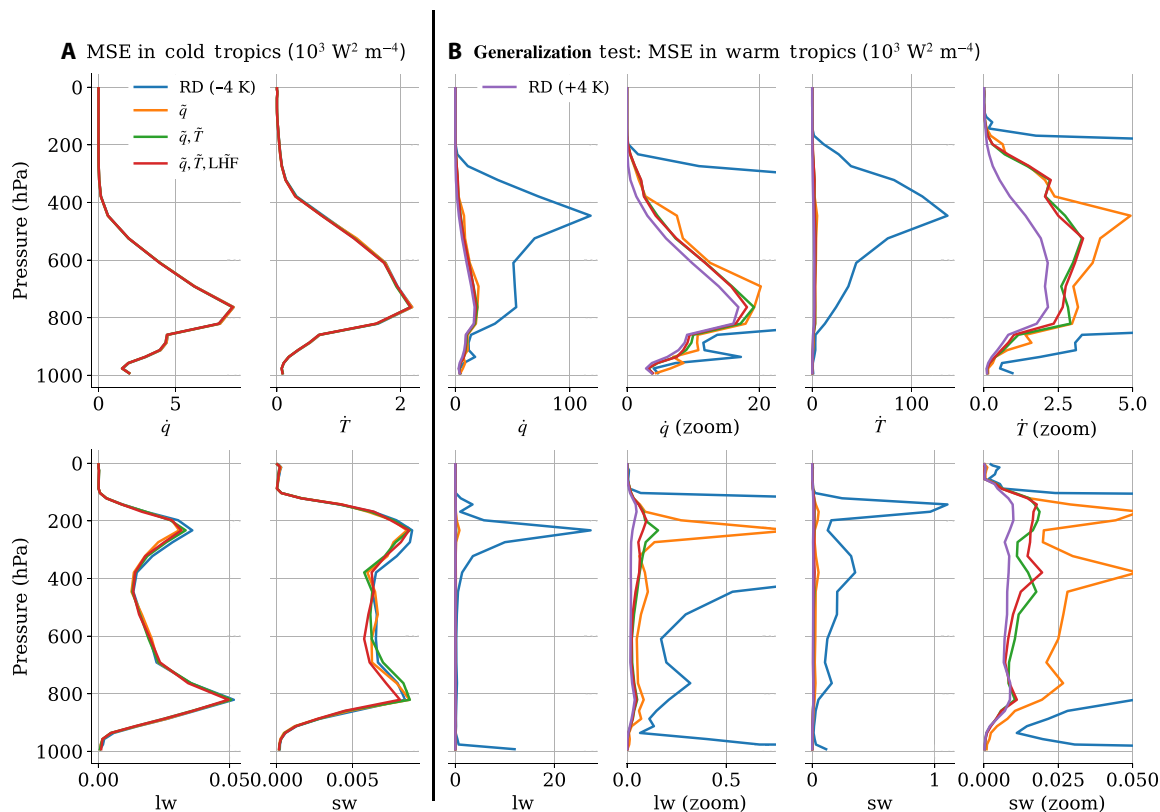 A MSE in cold tropics (10³ W² m⁻⁴)
B Generalization test: MSE in warm tropics (10³ W² m⁻⁴)
RD (−4 K)
q̃
q̃, T̃
q̃, T̃, LH̃F
RD (+4 K)
Pressure (hPa)
0
200
400
600
800
1000
0 5
q̇
0 1 2
Ṫ
0 100
q̇
0 20
q̇ (zoom)
0 100
Ṫ
0.0 2.5 5.0
Ṫ (zoom)
Pressure (hPa)
0
200
400
600
800
1000
0.00 0.05
lw
0.000 0.005
sw
0 20
lw
0.0 0.5
lw (zoom)
0 1
sw
0.000 0.025 0.050
sw (zoom)